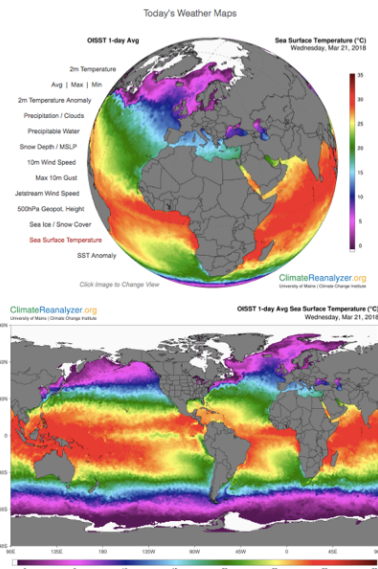 Today's Weather Maps
OISST 1-day Avg
Sea Surface Temperature (°C)
Wednesday, Mar 21, 2018
2m Temperature
Avg | Max | Min
2m Temperature Anomaly
Precipitation / Clouds
Precipitable Water
Snow Depth / MSLP
10m Wind Speed
Max 10m Gust
Jetstream Wind Speed
500hPa Geopot. Height
Sea Ice / Snow Cover
Sea Surface Temperature
SST Anomaly
35
30
25
20
15
10
5
0
Click Image to Change View
ClimateReanalyzer.org
University of Maine | Climate Change Institute
ClimateReanalyzer.org
University of Maine | Climate Change Institute
OISST 1-day Avg Sea Surface Temperature (°C)
Wednesday, Mar 21, 2018
0
90E 135E 180 135W 90W 45W 0 45E